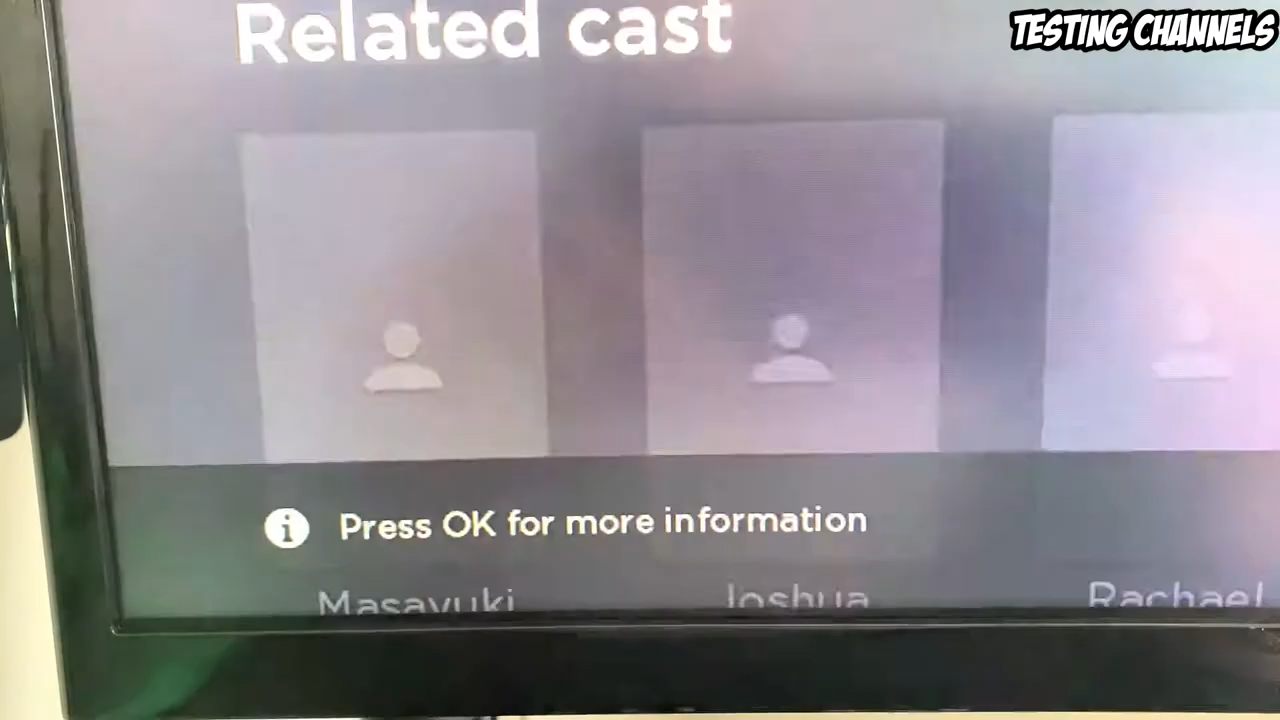 Related cast
TESTING CHANNELS
Press OK for more information
Masayuki
Joshua
Rachael